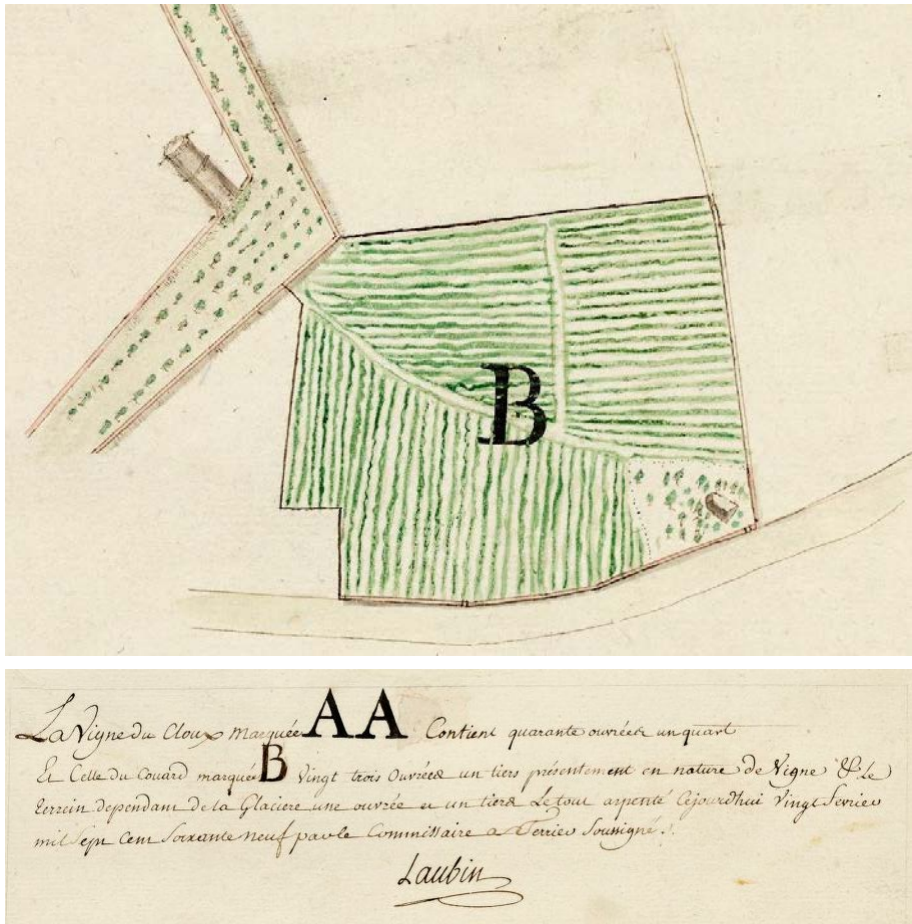 B
La Vigne du Cloux marquée AA Contient quarante ouvrées un quart
Et Celle du Couard marquée B Vingt trois Ouvrées un tiers présentement en nature de Vigne & Le
terrein dependant de la Glaciere une ouvrée et un tiers Le tout arpenté Cejourdhui Vingt fevrier
mil Sept Cent Soixante neuf par le Commissaire a Terrier Soussigné ./.
Laubin